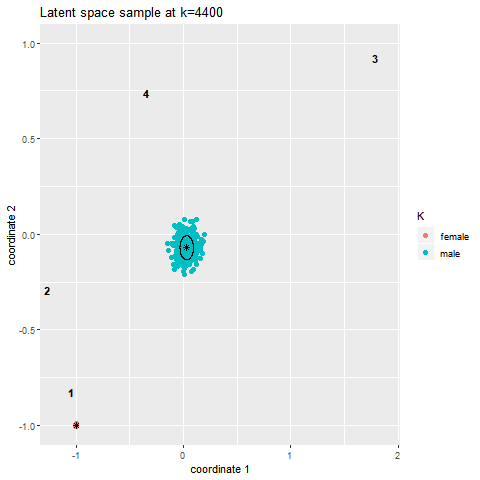 Latent space sample at k=4400
1.0
3
4
0.5
coordinate 2
0.0
K
female
male
2
-0.5
1
-1.0
-1 0 1 2
coordinate 1